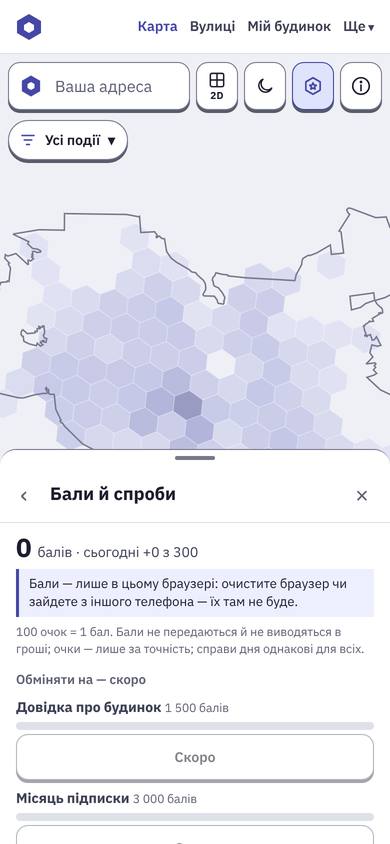 Карта Вулиці Мій будинок Ще ▾
Ваша адреса
2D
Усі події ▾
Бали й спроби
0 балів · сьогодні +0 з 300
Бали — лише в цьому браузері: очистите браузер чи
зайдете з іншого телефона — їх там не буде.
100 очок = 1 бал. Бали не передаються й не виводяться в
гроші; очки — лише за точність; справи дня однакові для всіх.
Обміняти на — скоро
Довідка про будинок 1 500 балів
Скоро
Місяць підписки 3 000 балів